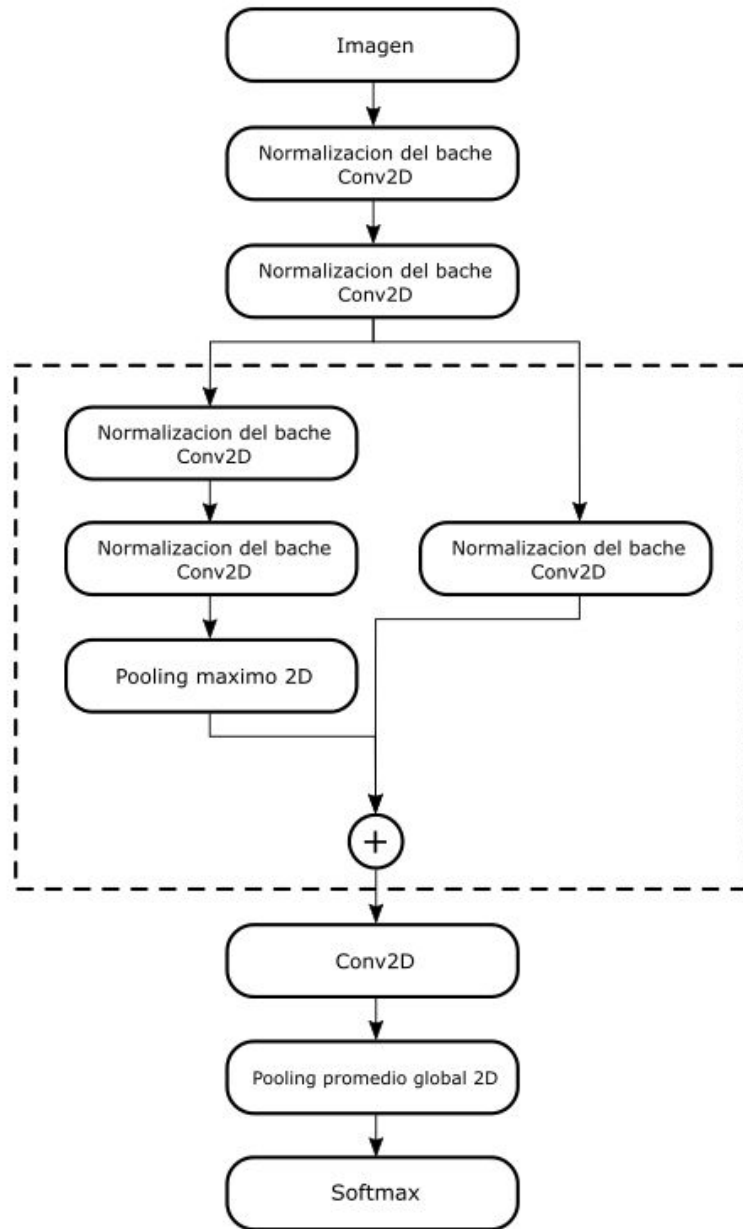 Imagen
Normalizacion del bache
Conv2D
Normalizacion del bache
Conv2D
Normalizacion del bache
Conv2D
Normalizacion del bache
Conv2D
Normalizacion del bache
Conv2D
Pooling maximo 2D
+
Conv2D
Pooling promedio global 2D
Softmax